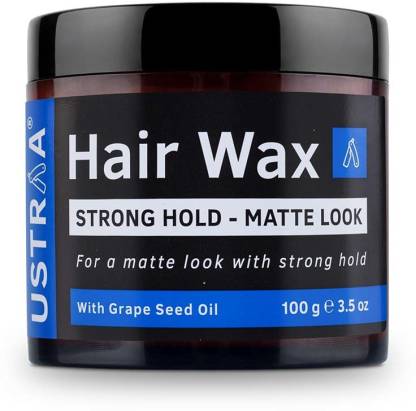 USTRAA®
Hair Wax
STRONG HOLD - MATTE LOOK
For a matte look with strong hold
With Grape Seed Oil
100 g ℮ 3.5 oz